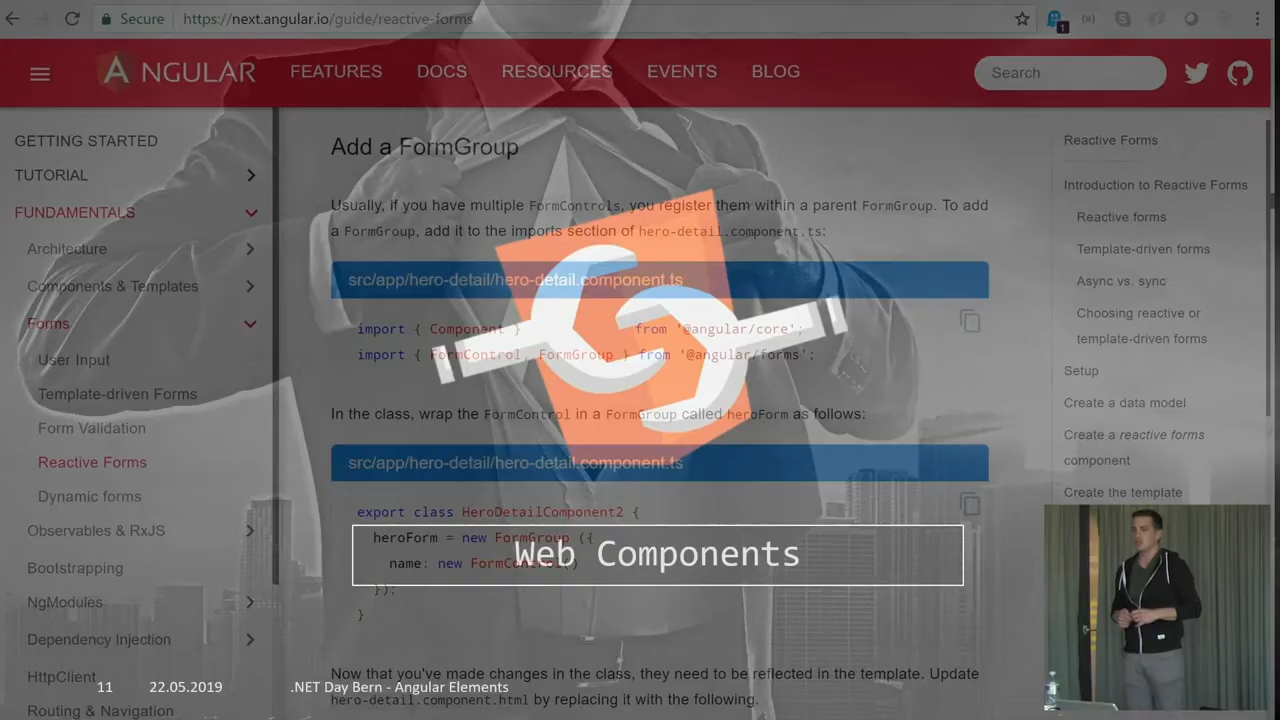 Secure
https://next.angular.io/guide/reactive-forms
1
A NGULAR
FEATURES
DOCS
RESOURCES
EVENTS
BLOG
Search
GETTING STARTED
TUTORIAL
FUNDAMENTALS
Architecture
Components & Templates
Forms
User Input
Template-driven Forms
Form Validation
Reactive Forms
Dynamic forms
Observables & RxJS
Bootstrapping
NgModules
Dependency Injection
HttpClient
Routing & Navigation
Add a FormGroup
Usually, if you have multiple FormControls, you register them within a parent FormGroup. To add
a FormGroup, add it to the imports section of hero-detail.component.ts:
src/app/hero-detail/hero-detail.component.ts
import { Component } from '@angular/core';
import { FormControl, FormGroup } from '@angular/forms';
In the class, wrap the FormControl in a FormGroup called heroForm as follows:
src/app/hero-detail/hero-detail.component.ts
export class HeroDetailComponent2 {
heroForm = new FormGroup ({
name: new FormControl()
});
}
Web Components
Now that you've made changes in the class, they need to be reflected in the template. Update
hero-detail.component.html by replacing it with the following.
Reactive Forms
Introduction to Reactive Forms
Reactive forms
Template-driven forms
Async vs. sync
Choosing reactive or
template-driven forms
Setup
Create a data model
Create a reactive forms
component
Create the template
11
22.05.2019
.NET Day Bern - Angular Elements